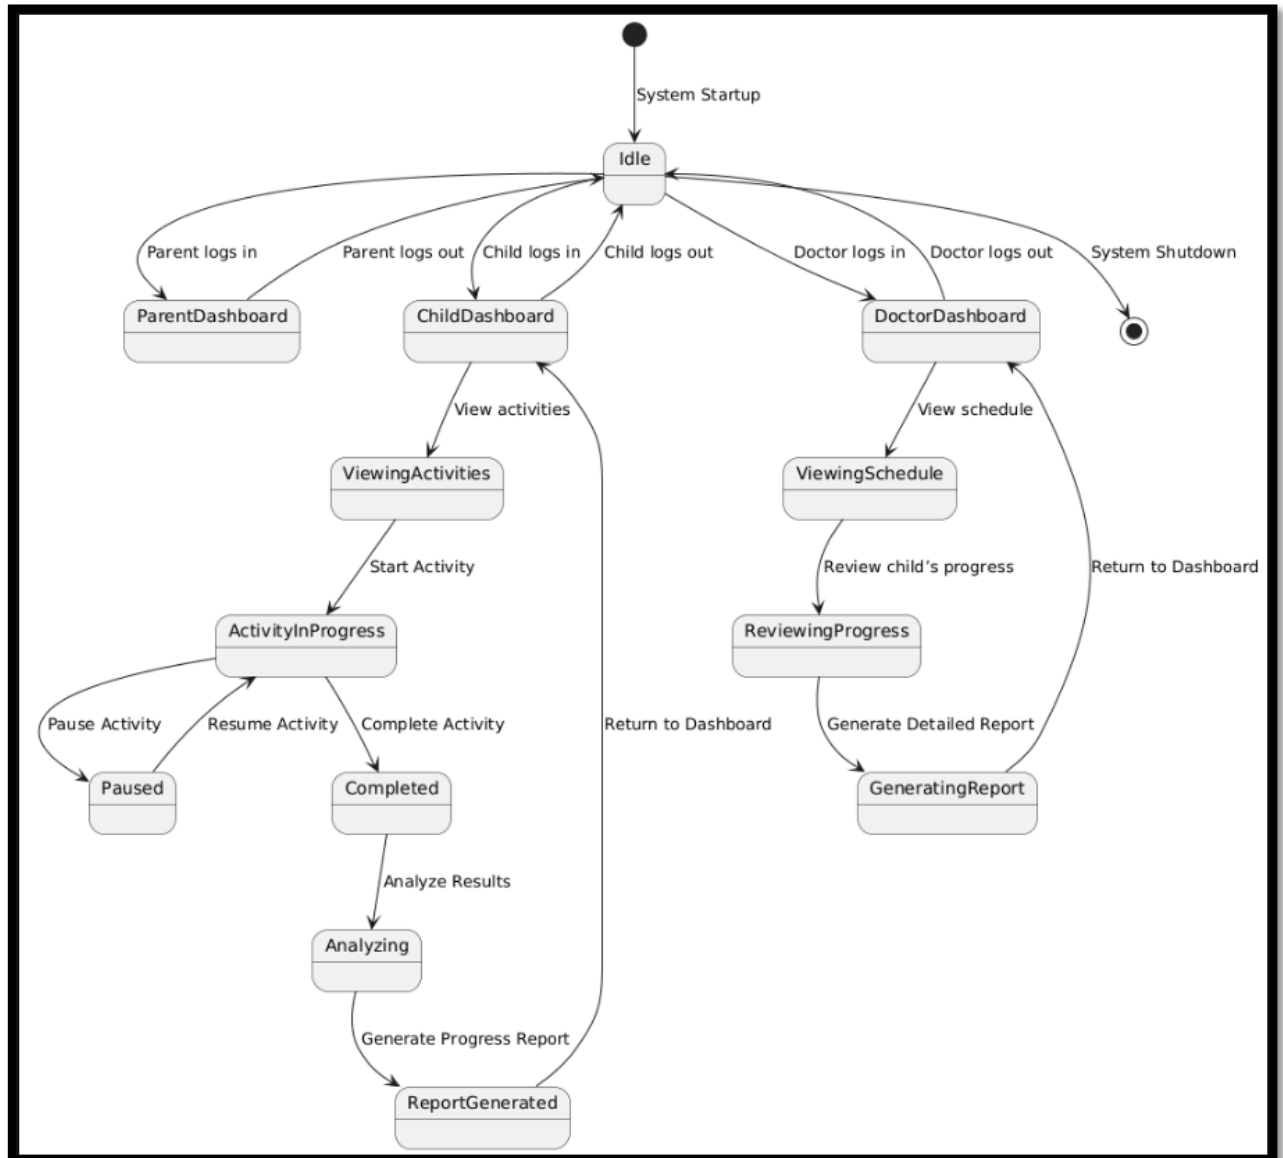 System Startup
Idle
Parent logs in
Parent logs out
Child logs in
Child logs out
Doctor logs in
Doctor logs out
System Shutdown
ParentDashboard
ChildDashboard
DoctorDashboard
View activities
View schedule
ViewingActivities
ViewingSchedule
Start Activity
Review child’s progress
Return to Dashboard
ActivityInProgress
ReviewingProgress
Pause Activity
Resume Activity
Complete Activity
Return to Dashboard
Generate Detailed Report
Paused
Completed
GeneratingReport
Analyze Results
Analyzing
Generate Progress Report
ReportGenerated